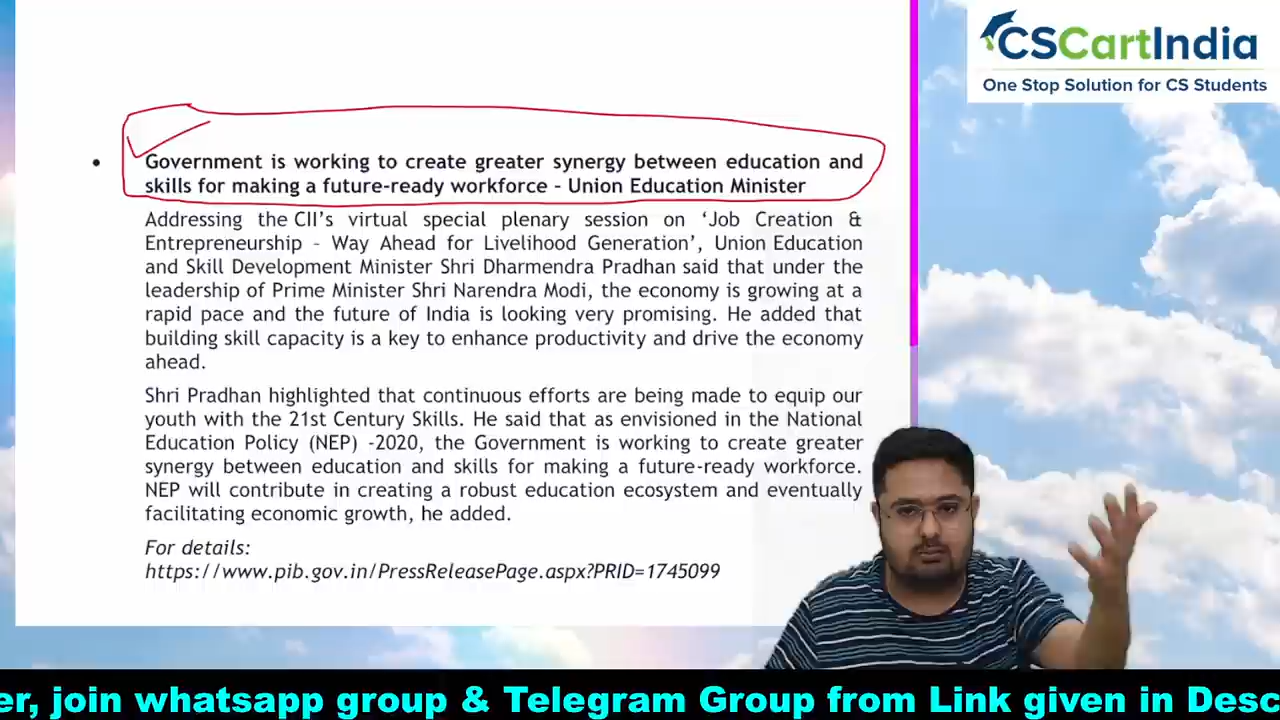 CSCartIndia
One Stop Solution for CS Students
• Government is working to create greater synergy between education and
skills for making a future-ready workforce – Union Education Minister
Addressing the CII's virtual special plenary session on 'Job Creation &
Entrepreneurship – Way Ahead for Livelihood Generation', Union Education
and Skill Development Minister Shri Dharmendra Pradhan said that under the
leadership of Prime Minister Shri Narendra Modi, the economy is growing at a
rapid pace and the future of India is looking very promising. He added that
building skill capacity is a key to enhance productivity and drive the economy
ahead.
Shri Pradhan highlighted that continuous efforts are being made to equip our
youth with the 21st Century Skills. He said that as envisioned in the National
Education Policy (NEP) -2020, the Government is working to create greater
synergy between education and skills for making a future-ready workforce.
NEP will contribute in creating a robust education ecosystem and eventually
facilitating economic growth, he added.
For details:
https://www.pib.gov.in/PressReleasePage.aspx?PRID=1745099
er, join whatsapp group & Telegram Group from Link given in Desc